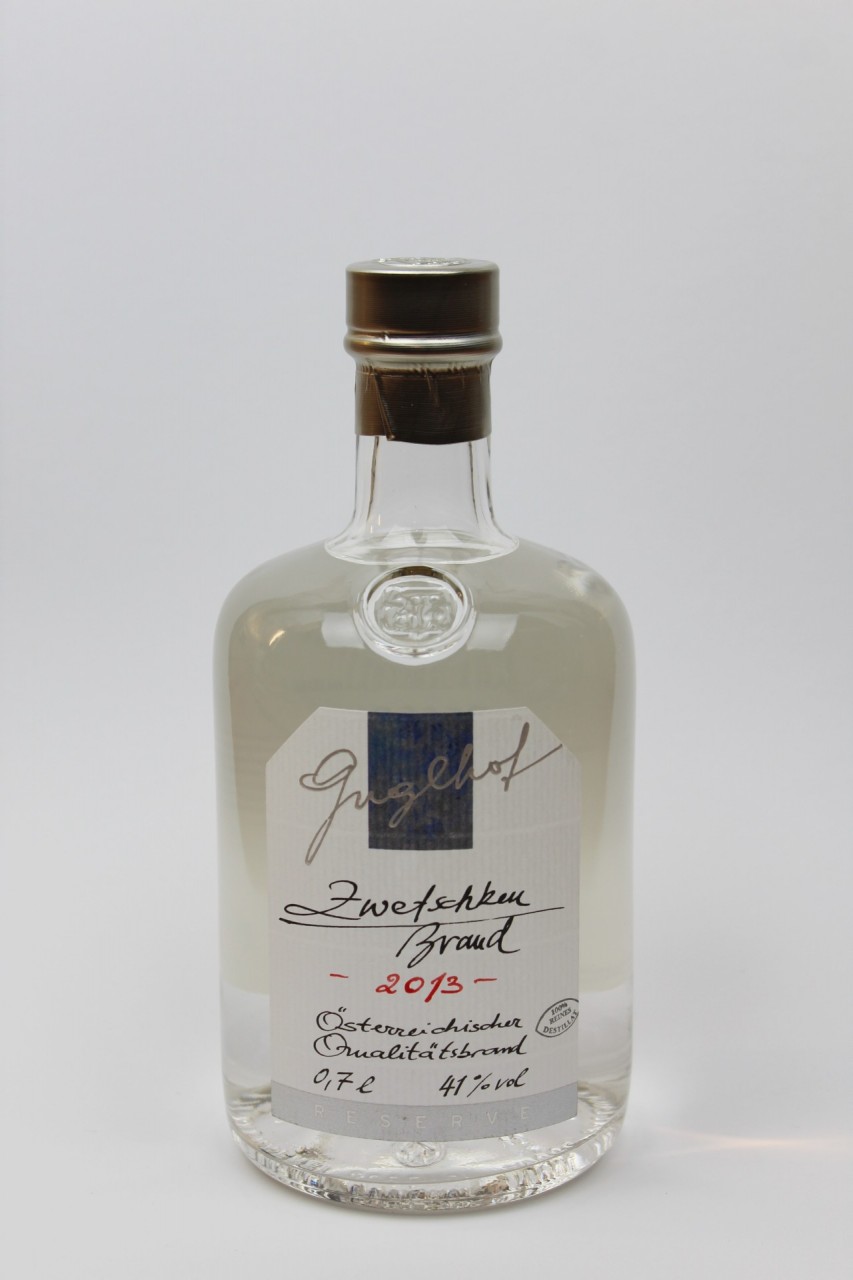 Guglhof
Zwetschken
Brand
- 2013 -
Österreichischer
Qualitätsbrand
100%
REINES
DESTILLAT
0,7 l 41 % vol
RESERVE